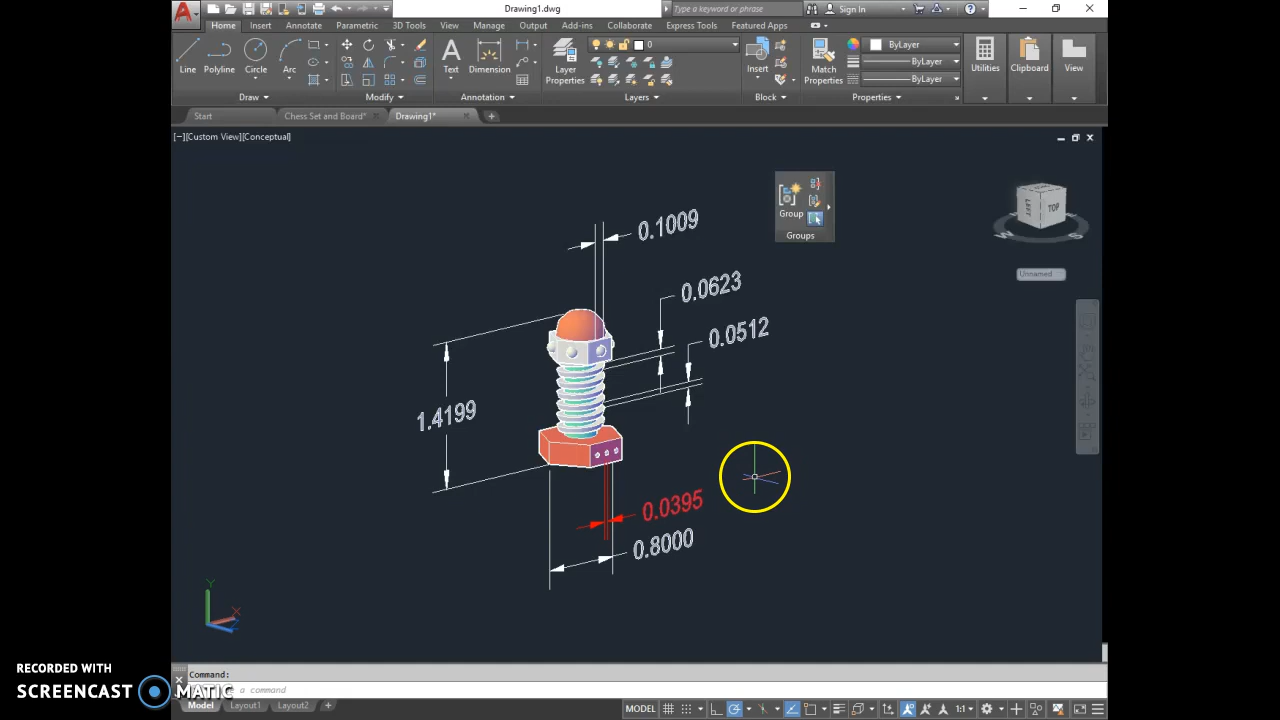 Drawing1.dwg
Type a keyword or phrase
Sign In
Home Insert Annotate Parametric 3D Tools Manage View Output Add-ins Collaborate Express Tools Featured Apps
0
Line Polyline Circle Arc Text Dimension Layer Properties Insert Match Properties ByLayer ByLayer ByLayer Utilities Clipboard View
Draw Modify Annotation Layers Block Properties
Start Chess Set and Board* Drawing1*
[−][Custom View][Conceptual]
Group
Groups
LEFT TOP
W S
Unnamed
0.1009
0.0623
0.0512
1.4199
0.0395
0.8000
Y
X
Z
Command:
a command
Model Layout1 Layout2
MODEL 1:1
RECORDED WITH
SCREENCAST MATIC